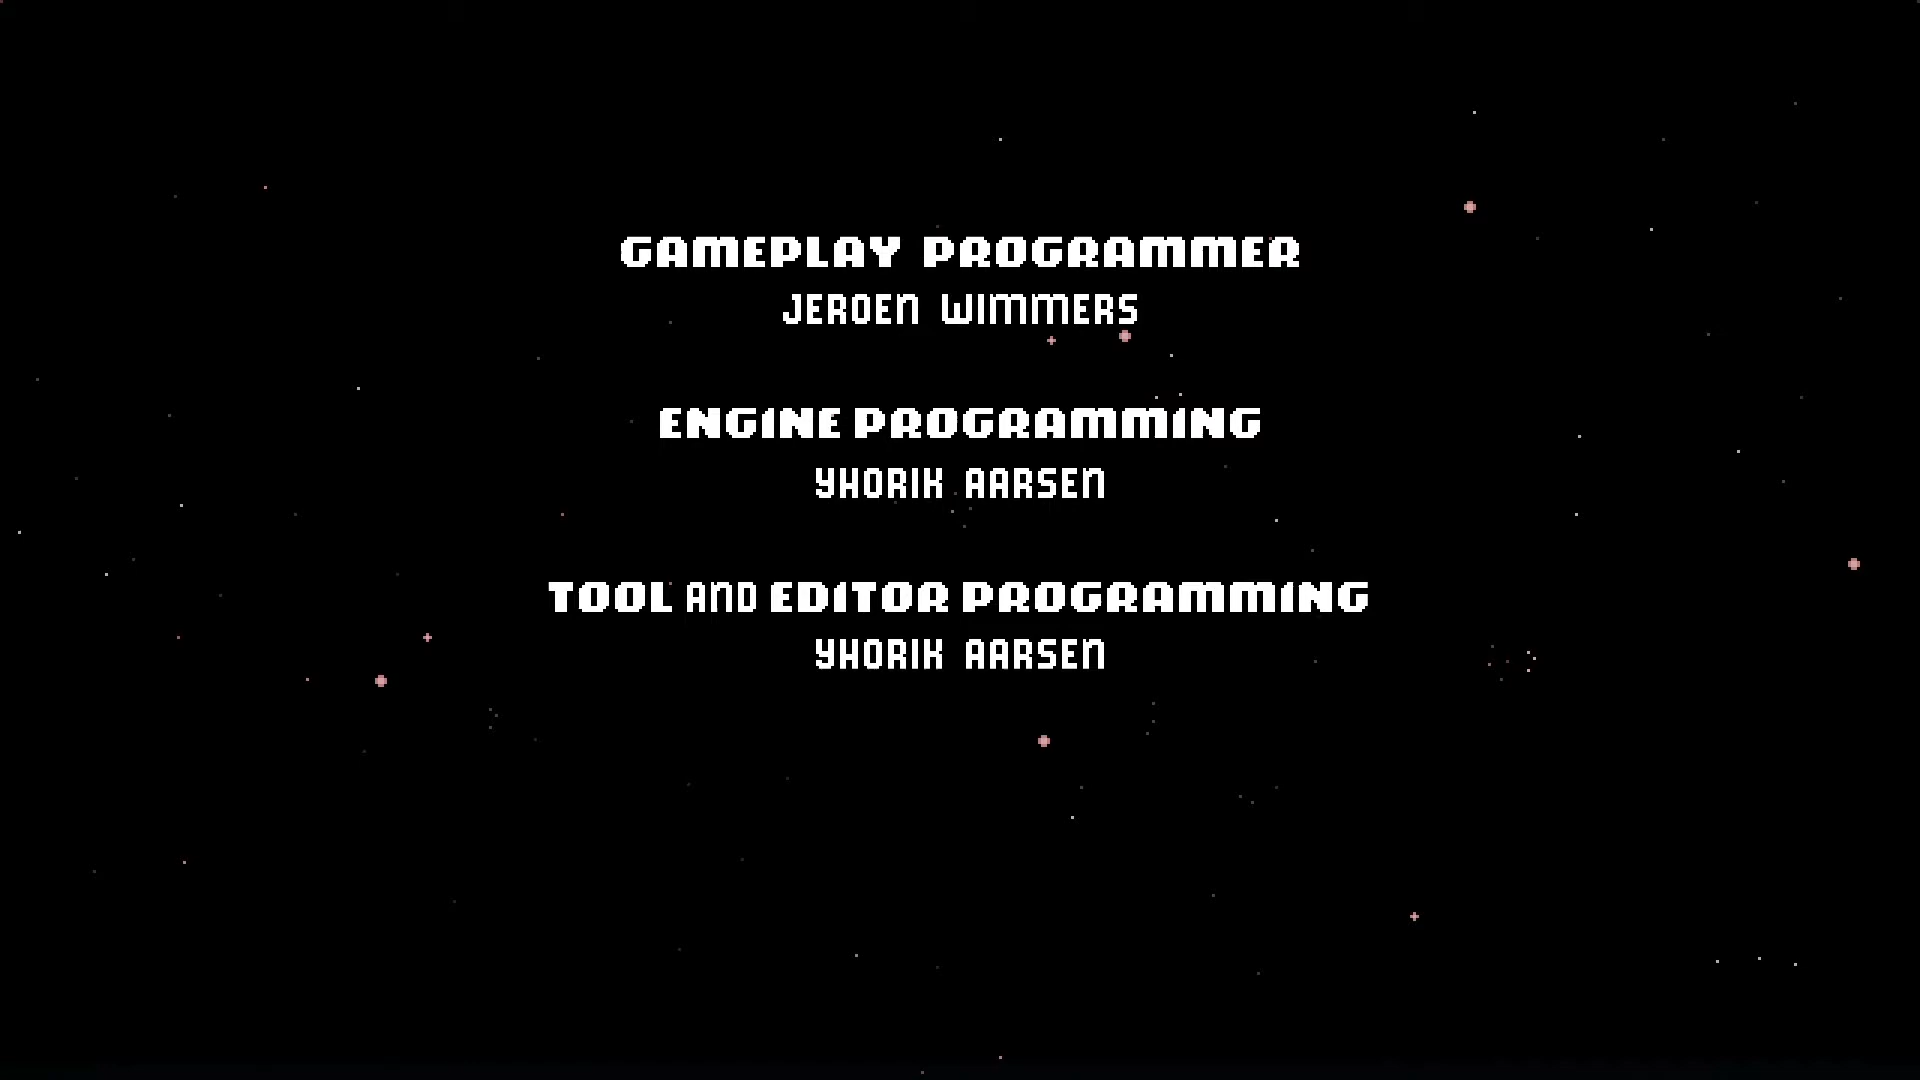 GAMEPLAY PROGRAMMER
JEROEN WIMMERS
ENGINE PROGRAMMING
YHORIK AARSEN
TOOL AND EDITOR PROGRAMMING
YHORIK AARSEN